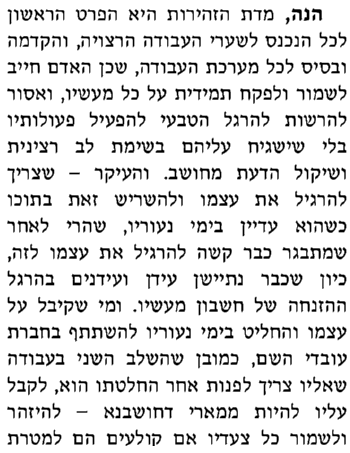 הנה, מדת הזהירות היא הפרט הראשון
לכל הנכנס לשערי העבודה הרצויה, והקדמה
ובסיס לכל מערכת העבודה, שכן האדם חייב
לשמור ולפקח תמידית על כל מעשיו, ואסור
להרשות להרגל הטבעי להפעיל פעולותיו
בלי שישגיח עליהם בשימת לב רצינית
ושיקול הדעת מחושב. והעיקר – שצריך
להרגיל את עצמו ולהשריש זאת בתוכו
כשהוא עדיין בימי נעוריו, שהרי לאחר
שמתבגר כבר קשה להרגיל את עצמו לזה,
כיון שכבר נתיישן עידן ועידנים בהרגל
ההזנחה של חשבון מעשיו. ומי שקיבל על
עצמו והחליט בימי נעוריו להשתתף בחברת
עובדי השם, כמובן שהשלב השני בעבודה
שאליו צריך לפנות אחר החלטתו הוא, לקבל
עליו להיות ממארי דחושבנא – להיזהר
ולשמור כל צעדיו אם קולעים הם למטרת